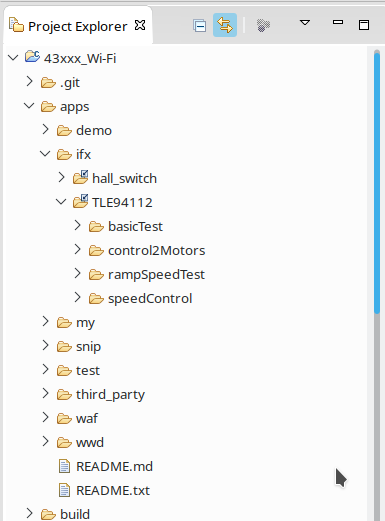 Project Explorer
43xxx_Wi-Fi
.git
apps
demo
ifx
hall_switch
TLE94112
basicTest
control2Motors
rampSpeedTest
speedControl
my
snip
test
third_party
waf
wwd
README.md
README.txt
build